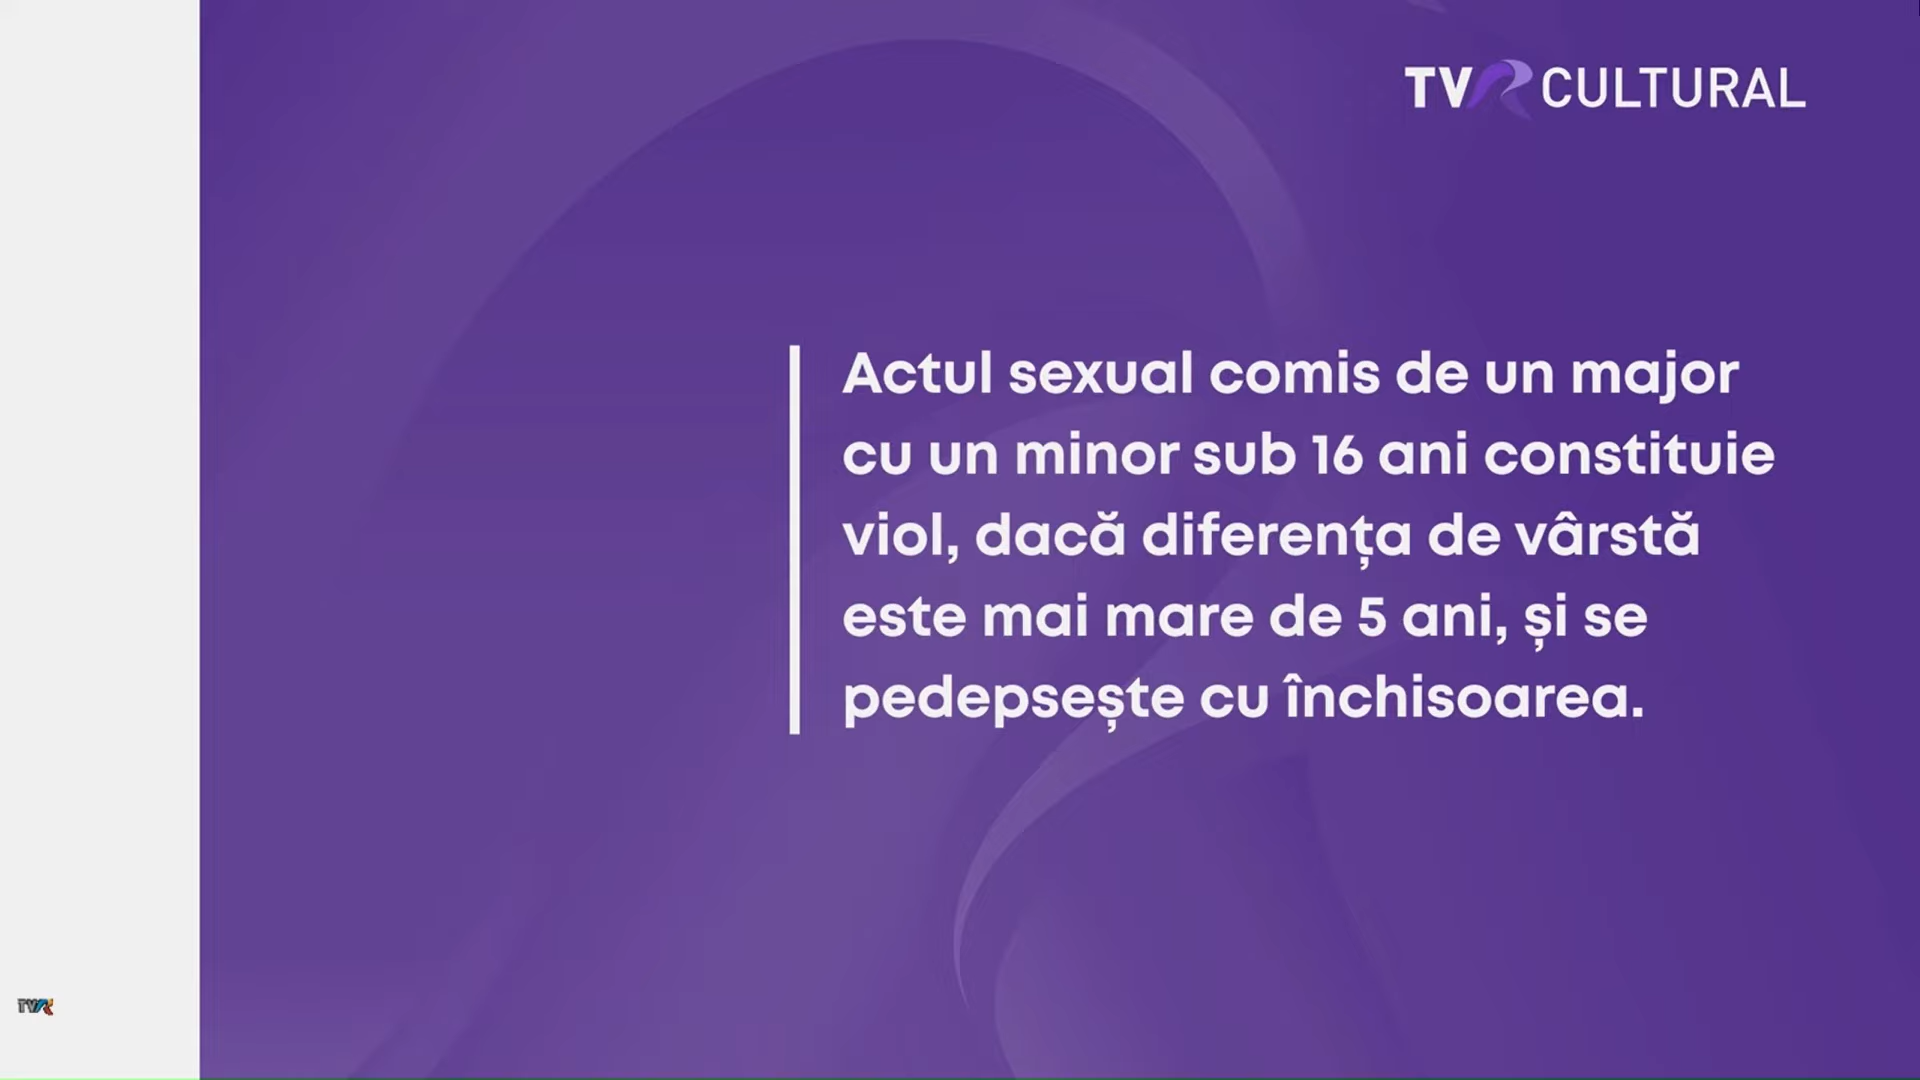 TVR CULTURAL
Actul sexual comis de un major
cu un minor sub 16 ani constituie
viol, dacă diferența de vârstă
este mai mare de 5 ani, și se
pedepsește cu închisoarea.
TVR